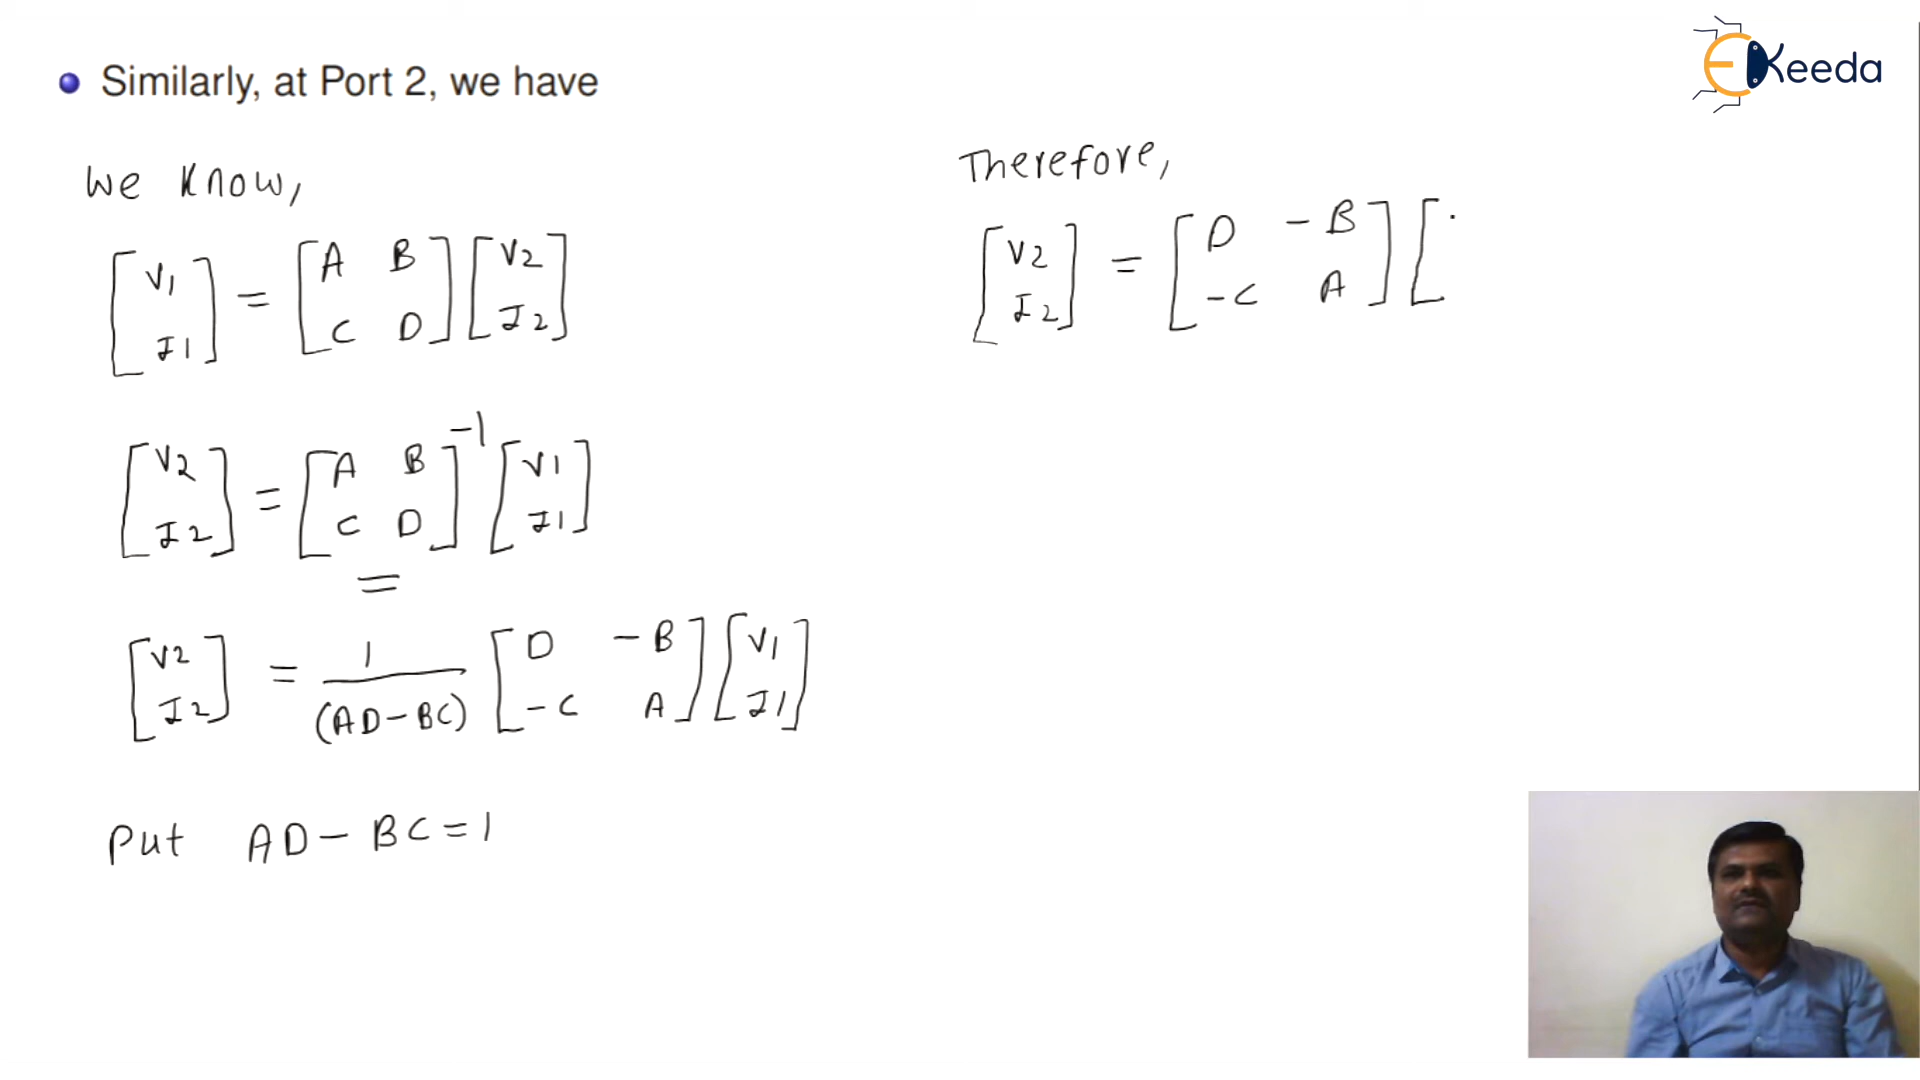 Similarly, at Port 2, we have
EKeeda
We know,
[V1 I1] = [A B C D] [V2 I2]
[V2 I2] = [A B C D]^-1 [V1 I1]
=
[V2 I2] = 1/(AD-BC) [D -B -C A] [V1 I1]
Put AD - BC = 1
Therefore,
[V2 I2] = [D -B -C A] [